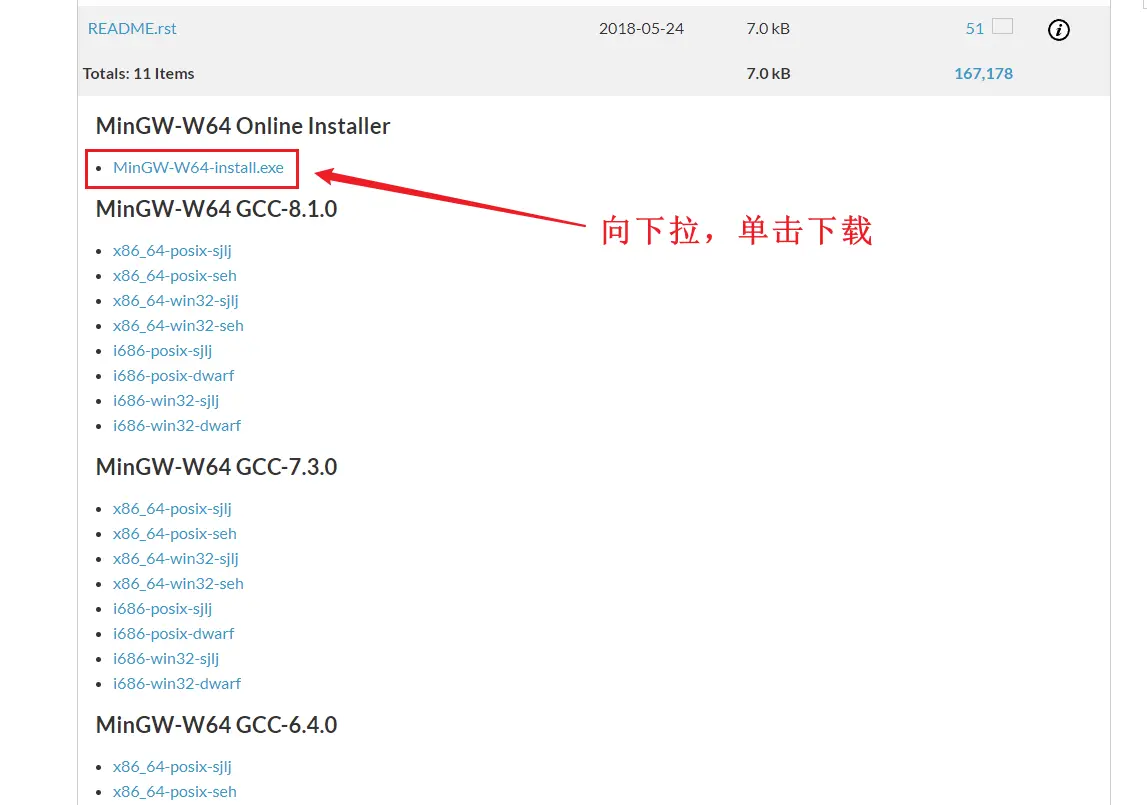 README.rst 2018-05-24 7.0 kB 51
Totals: 11 Items 7.0 kB 167,178
MinGW-W64 Online Installer
MinGW-W64-install.exe
向下拉，单击下载
MinGW-W64 GCC-8.1.0
x86_64-posix-sjlj
x86_64-posix-seh
x86_64-win32-sjlj
x86_64-win32-seh
i686-posix-sjlj
i686-posix-dwarf
i686-win32-sjlj
i686-win32-dwarf
MinGW-W64 GCC-7.3.0
x86_64-posix-sjlj
x86_64-posix-seh
x86_64-win32-sjlj
x86_64-win32-seh
i686-posix-sjlj
i686-posix-dwarf
i686-win32-sjlj
i686-win32-dwarf
MinGW-W64 GCC-6.4.0
x86_64-posix-sjlj
x86_64-posix-seh